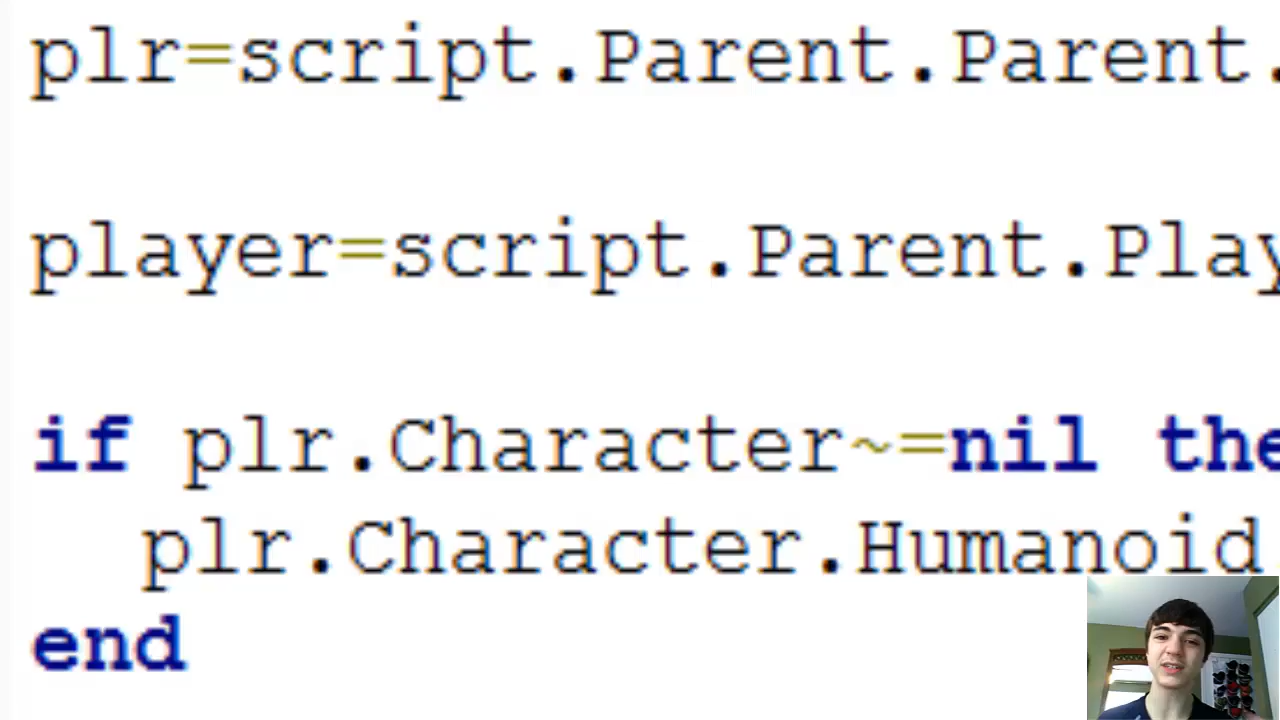 plr=script.Parent.Parent.
player=script.Parent.Play
if plr.Character~=nil the
plr.Character.Humanoid
end